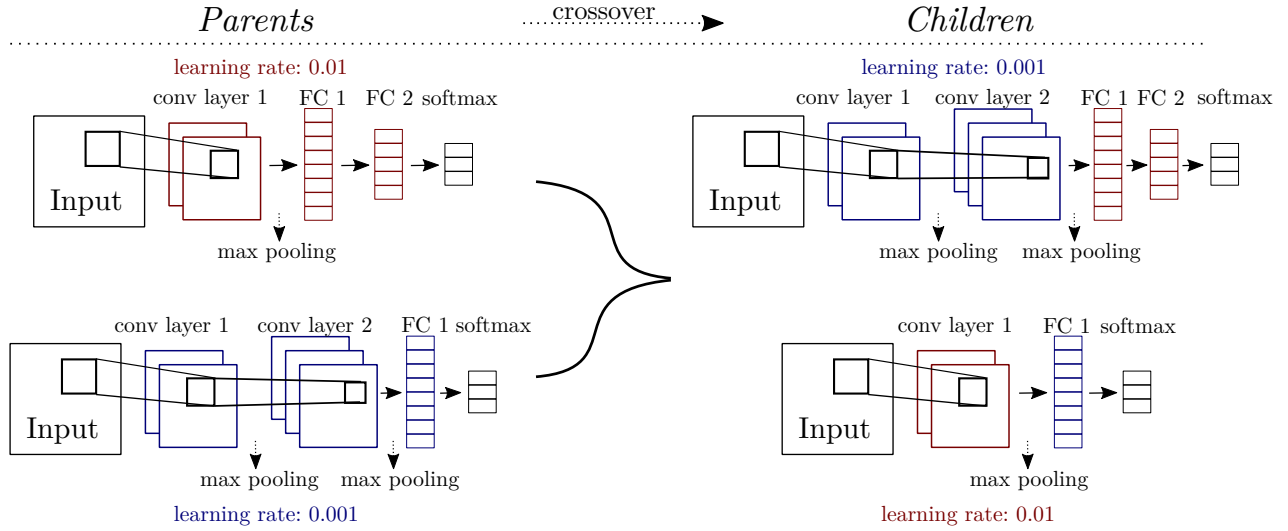 Parents crossover Children
learning rate: 0.01
conv layer 1 FC 1 FC 2 softmax
Input
max pooling
conv layer 1 conv layer 2 FC 1 softmax
Input
max pooling max pooling
learning rate: 0.001
learning rate: 0.001
conv layer 1 conv layer 2 FC 1 FC 2 softmax
Input
max pooling max pooling
conv layer 1 FC 1 softmax
Input
max pooling
learning rate: 0.01